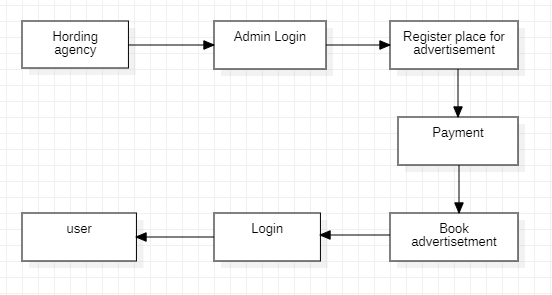 Hording
agency
Admin Login
Register place for
advertisement
Payment
user
Login
Book
advertisetment